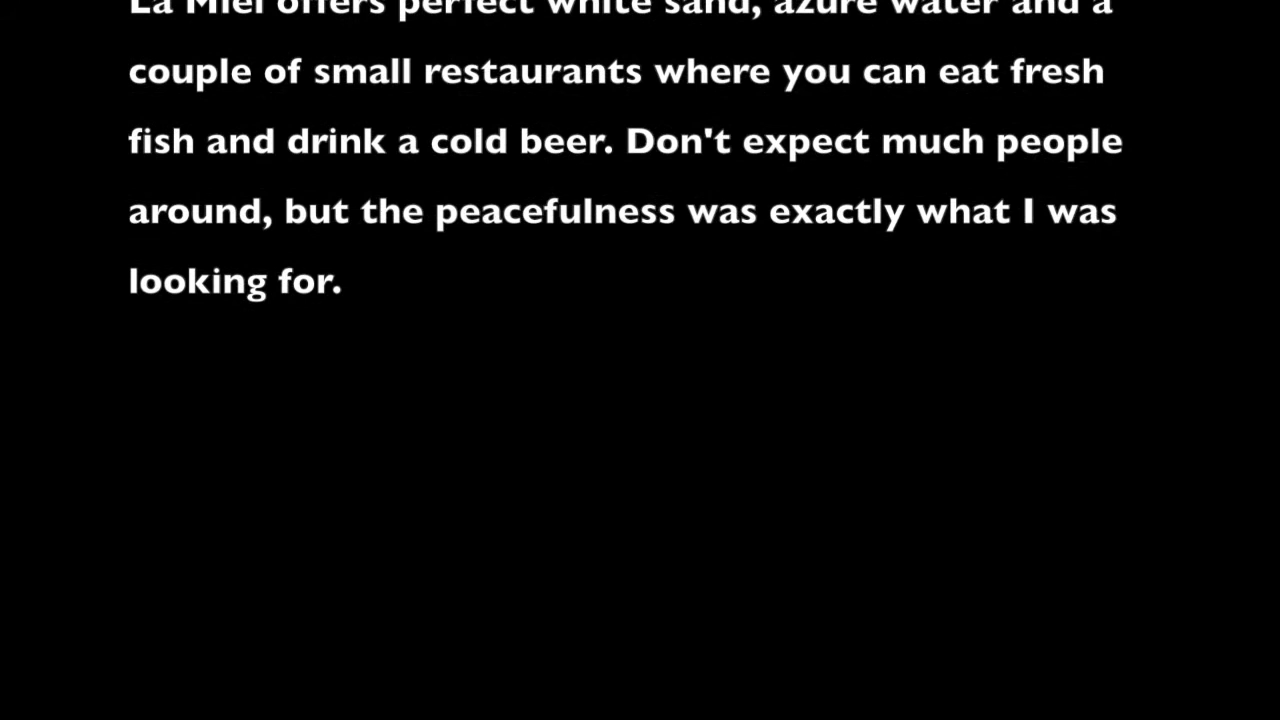 La Miel offers perfect white sand, azure water and a
couple of small restaurants where you can eat fresh
fish and drink a cold beer. Don't expect much people
around, but the peacefulness was exactly what I was
looking for.